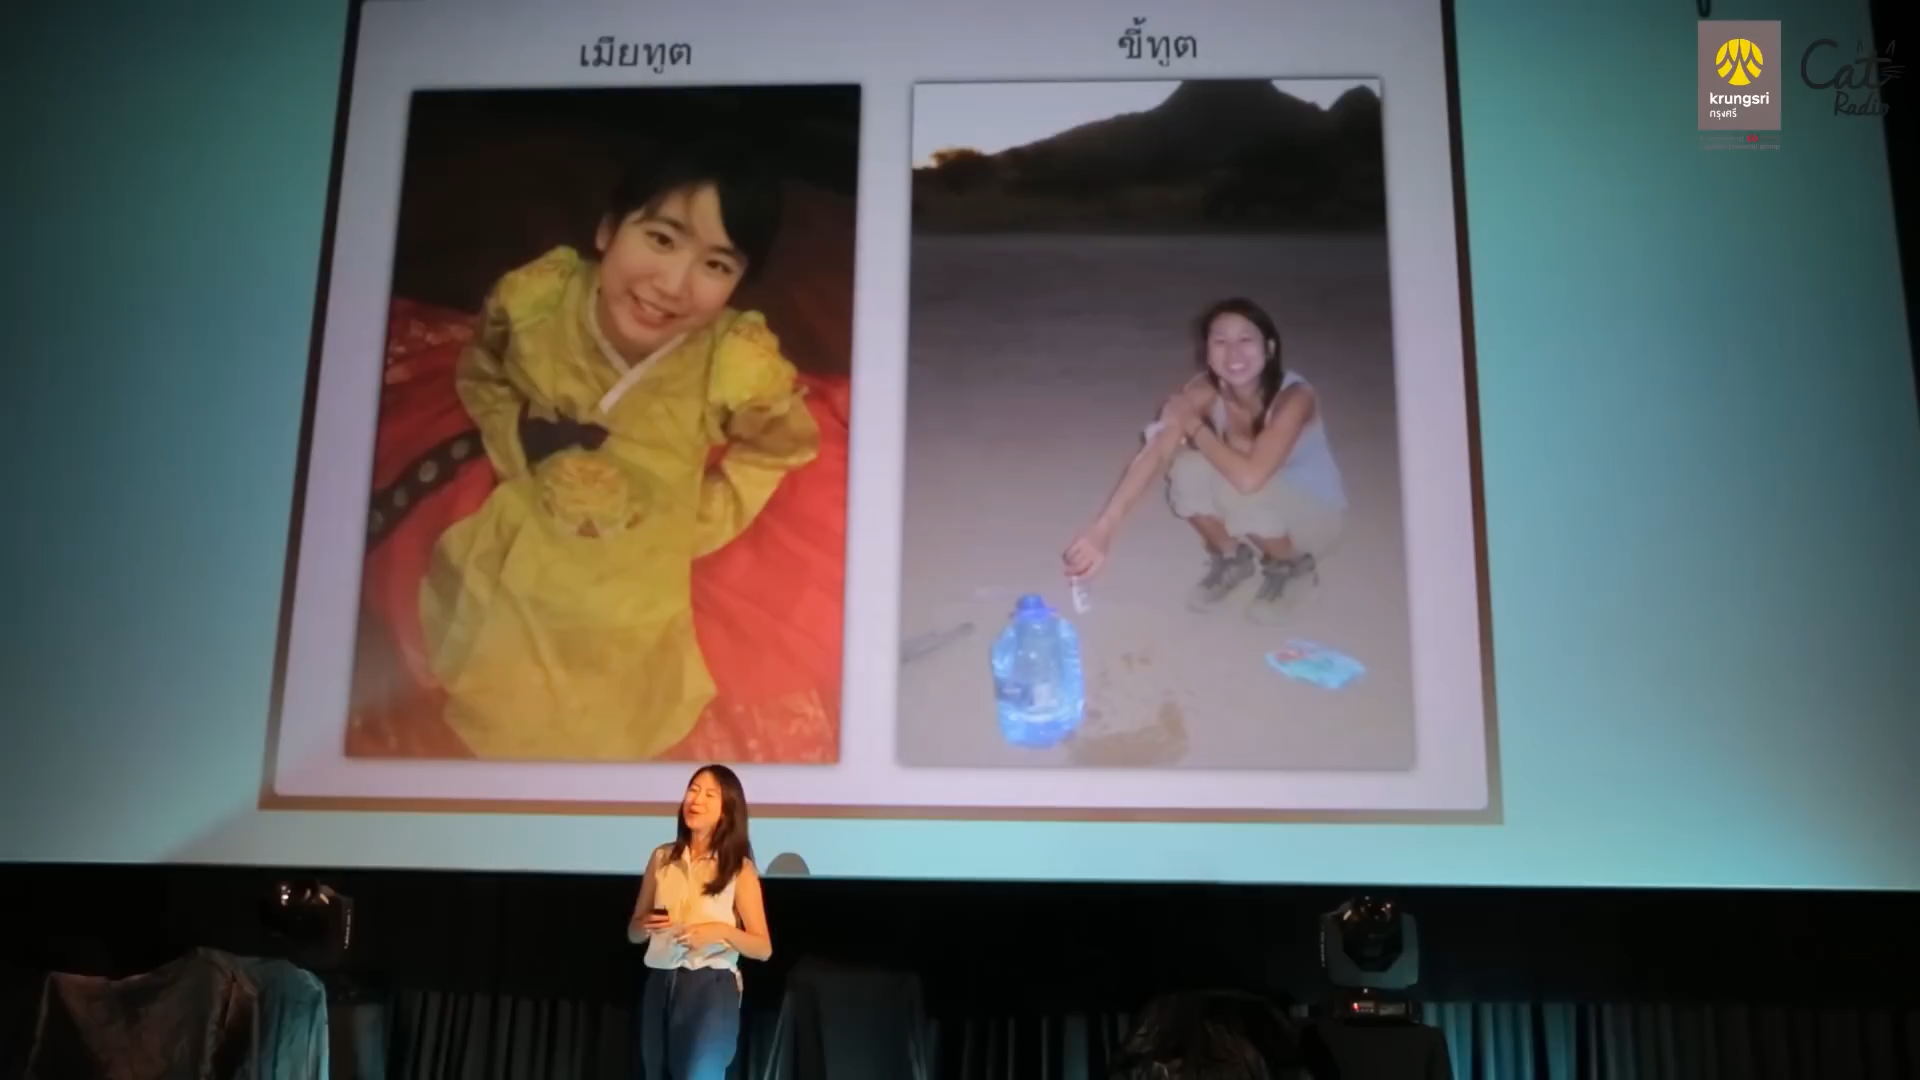 เมียทูต
ขี้ทูต
krungsri
กรุงศรี
Cat
Radio